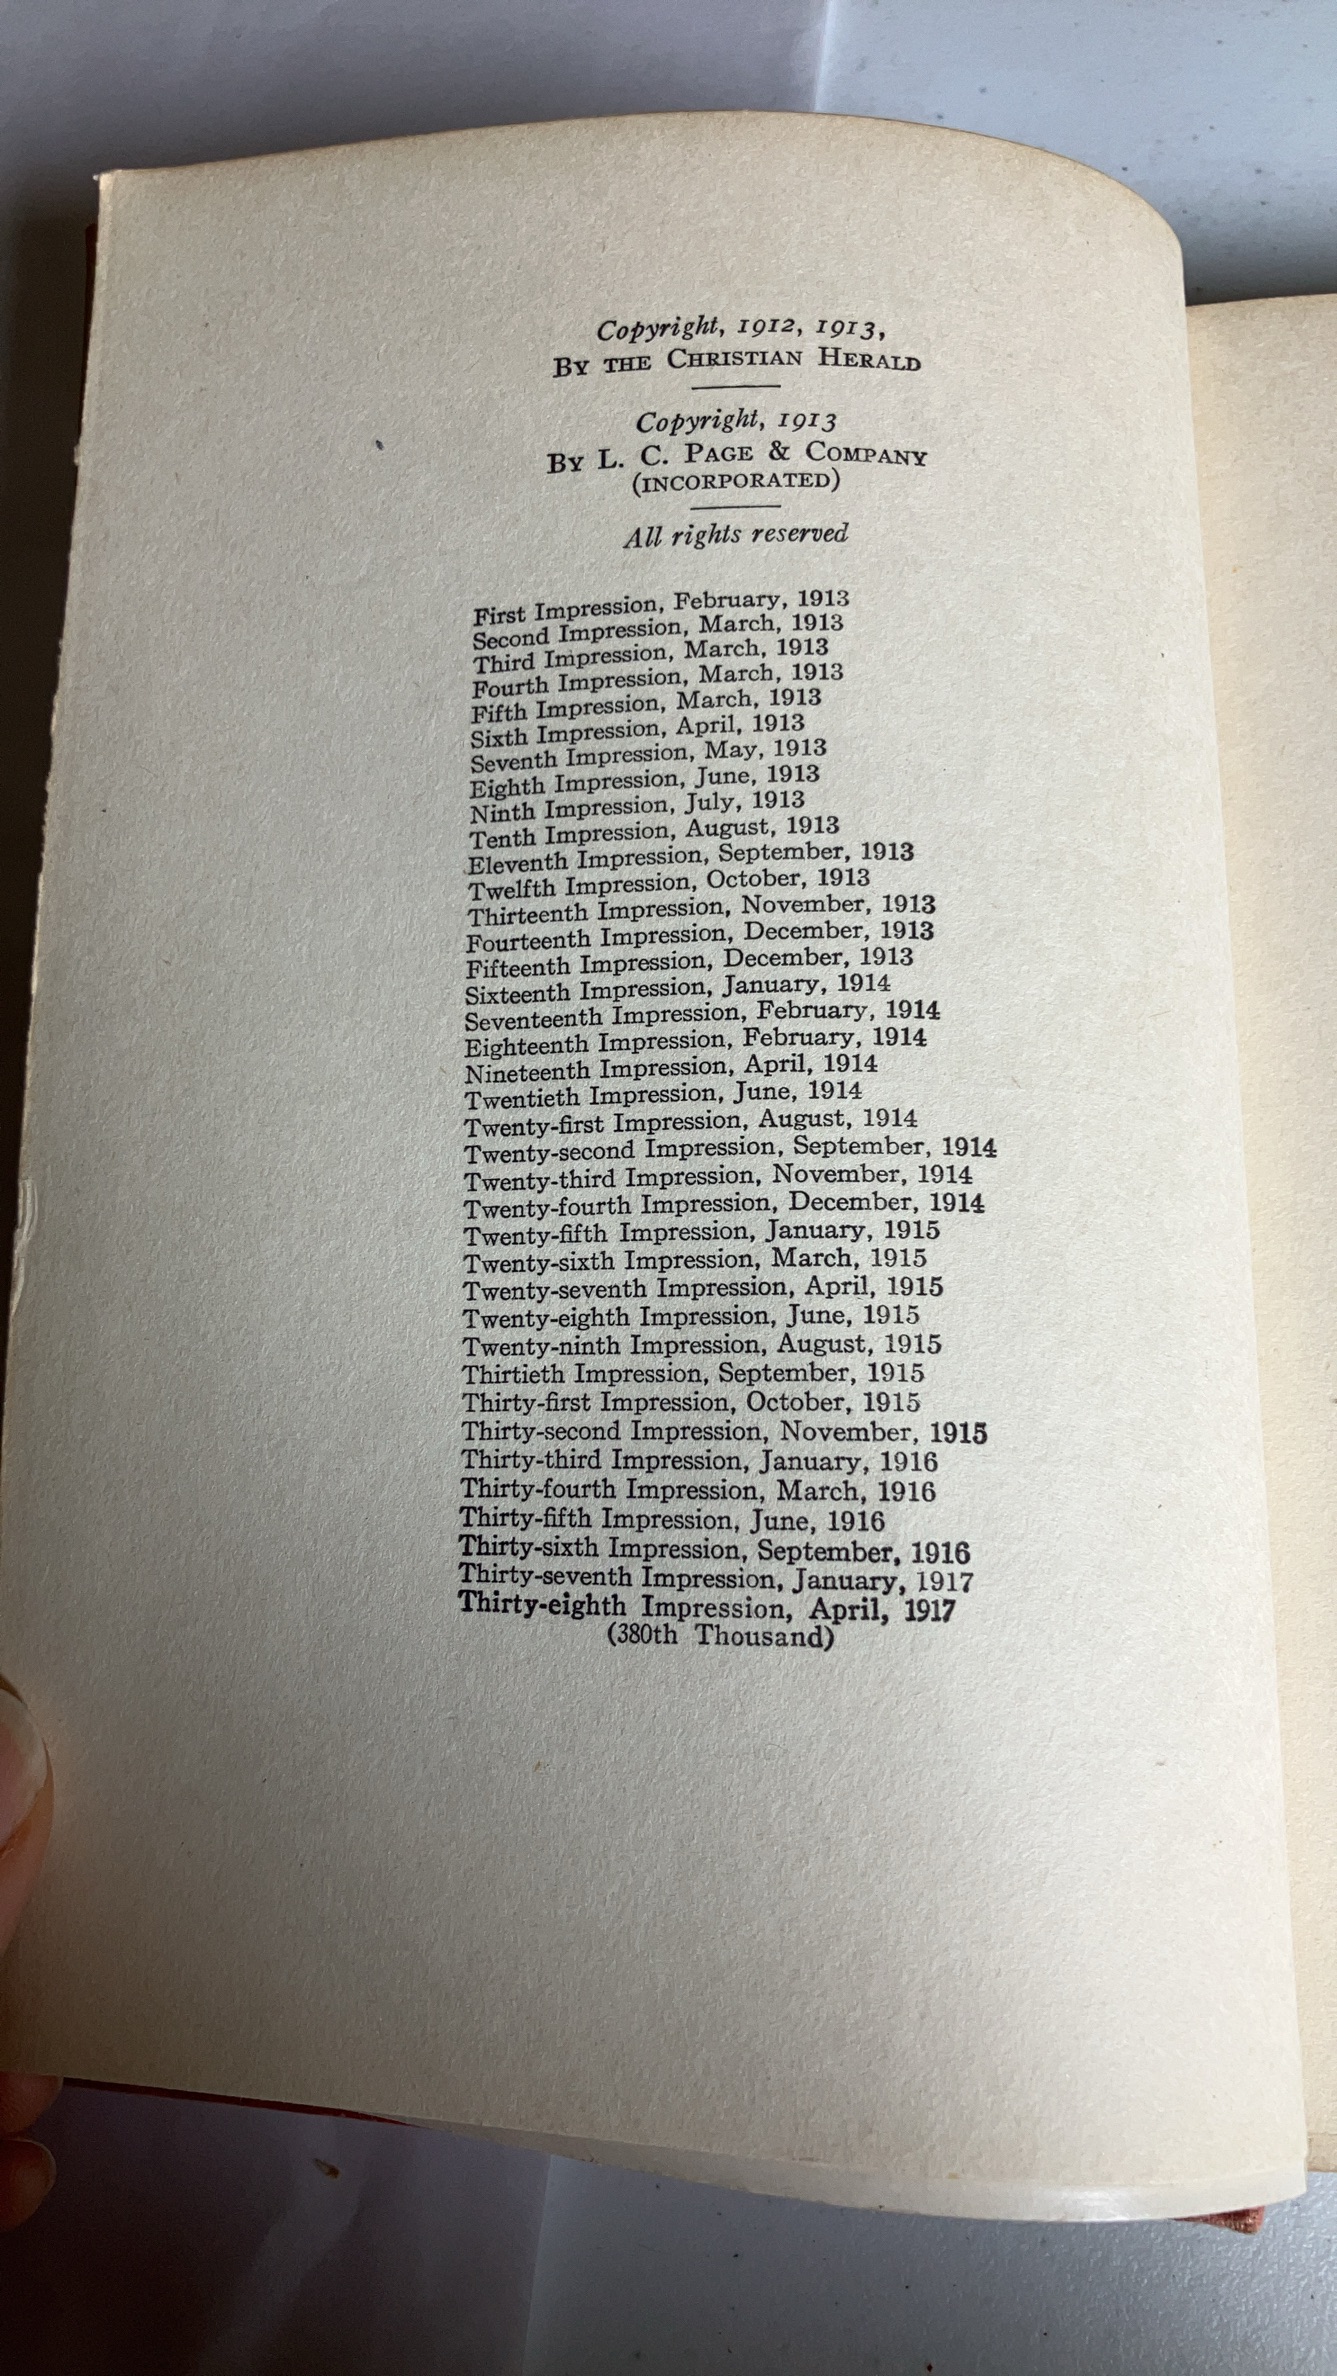 Copyright, 1912, 1913,
By the Christian Herald
Copyright, 1913
By L. C. Page & Company
(INCORPORATED)
All rights reserved
First Impression, February, 1913
Second Impression, March, 1913
Third Impression, March, 1913
Fourth Impression, March, 1913
Fifth Impression, March, 1913
Sixth Impression, April, 1913
Seventh Impression, May, 1913
Eighth Impression, June, 1913
Ninth Impression, July, 1913
Tenth Impression, August, 1913
Eleventh Impression, September, 1913
Twelfth Impression, October, 1913
Thirteenth Impression, November, 1913
Fourteenth Impression, December, 1913
Fifteenth Impression, December, 1913
Sixteenth Impression, January, 1914
Seventeenth Impression, February, 1914
Eighteenth Impression, February, 1914
Nineteenth Impression, April, 1914
Twentieth Impression, June, 1914
Twenty-first Impression, August, 1914
Twenty-second Impression, September, 1914
Twenty-third Impression, November, 1914
Twenty-fourth Impression, December, 1914
Twenty-fifth Impression, January, 1915
Twenty-sixth Impression, March, 1915
Twenty-seventh Impression, April, 1915
Twenty-eighth Impression, June, 1915
Twenty-ninth Impression, August, 1915
Thirtieth Impression, September, 1915
Thirty-first Impression, October, 1915
Thirty-second Impression, November, 1915
Thirty-third Impression, January, 1916
Thirty-fourth Impression, March, 1916
Thirty-fifth Impression, June, 1916
Thirty-sixth Impression, September, 1916
Thirty-seventh Impression, January, 1917
Thirty-eighth Impression, April, 1917
(380th Thousand)